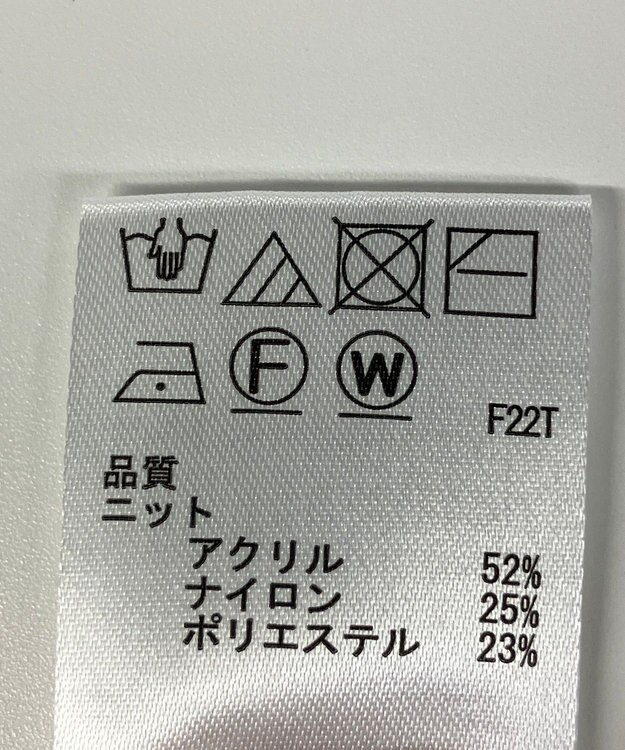 F W
F22T
品質
ニット
アクリル 52%
ナイロン 25%
ポリエステル 23%